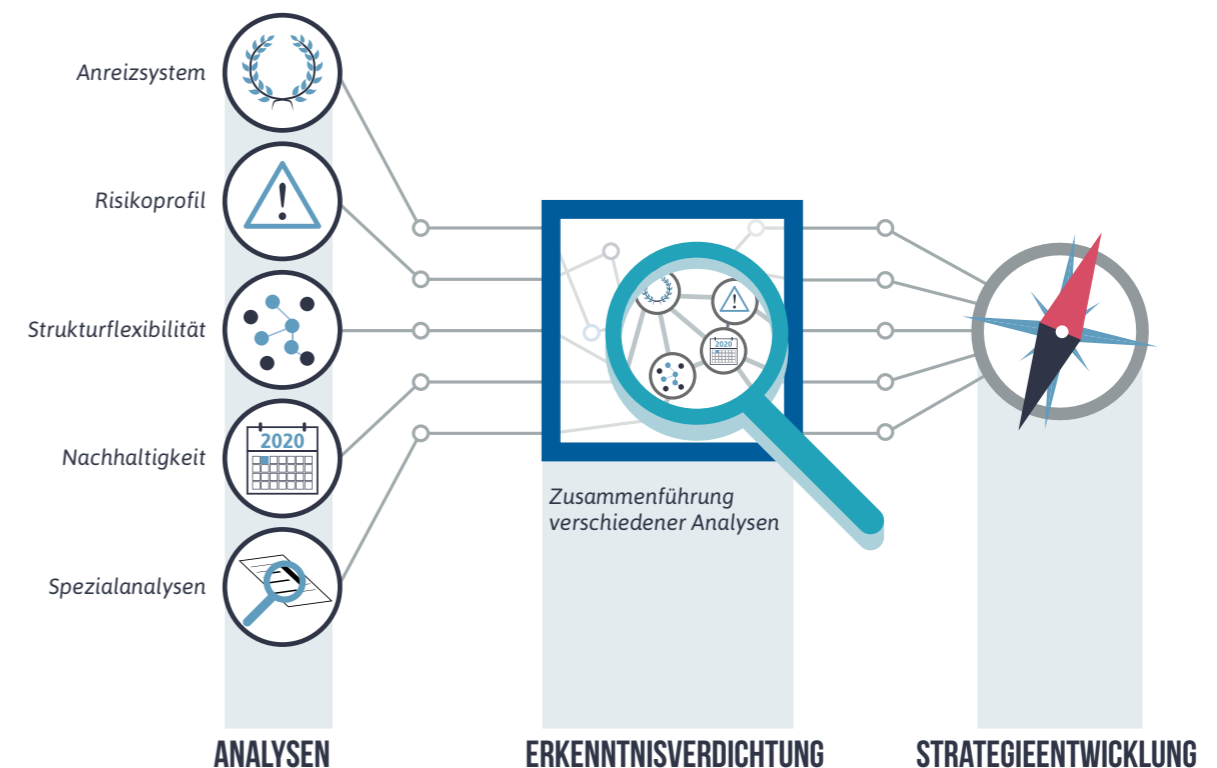 Anreizsystem
Risikoprofil
Strukturflexibilität
2020
Nachhaltigkeit
Spezialanalysen
2020
Zusammenführung
verschiedener Analysen
ANALYSEN
ERKENNTNISVERDICHTUNG
STRATEGIEENTWICKLUNG